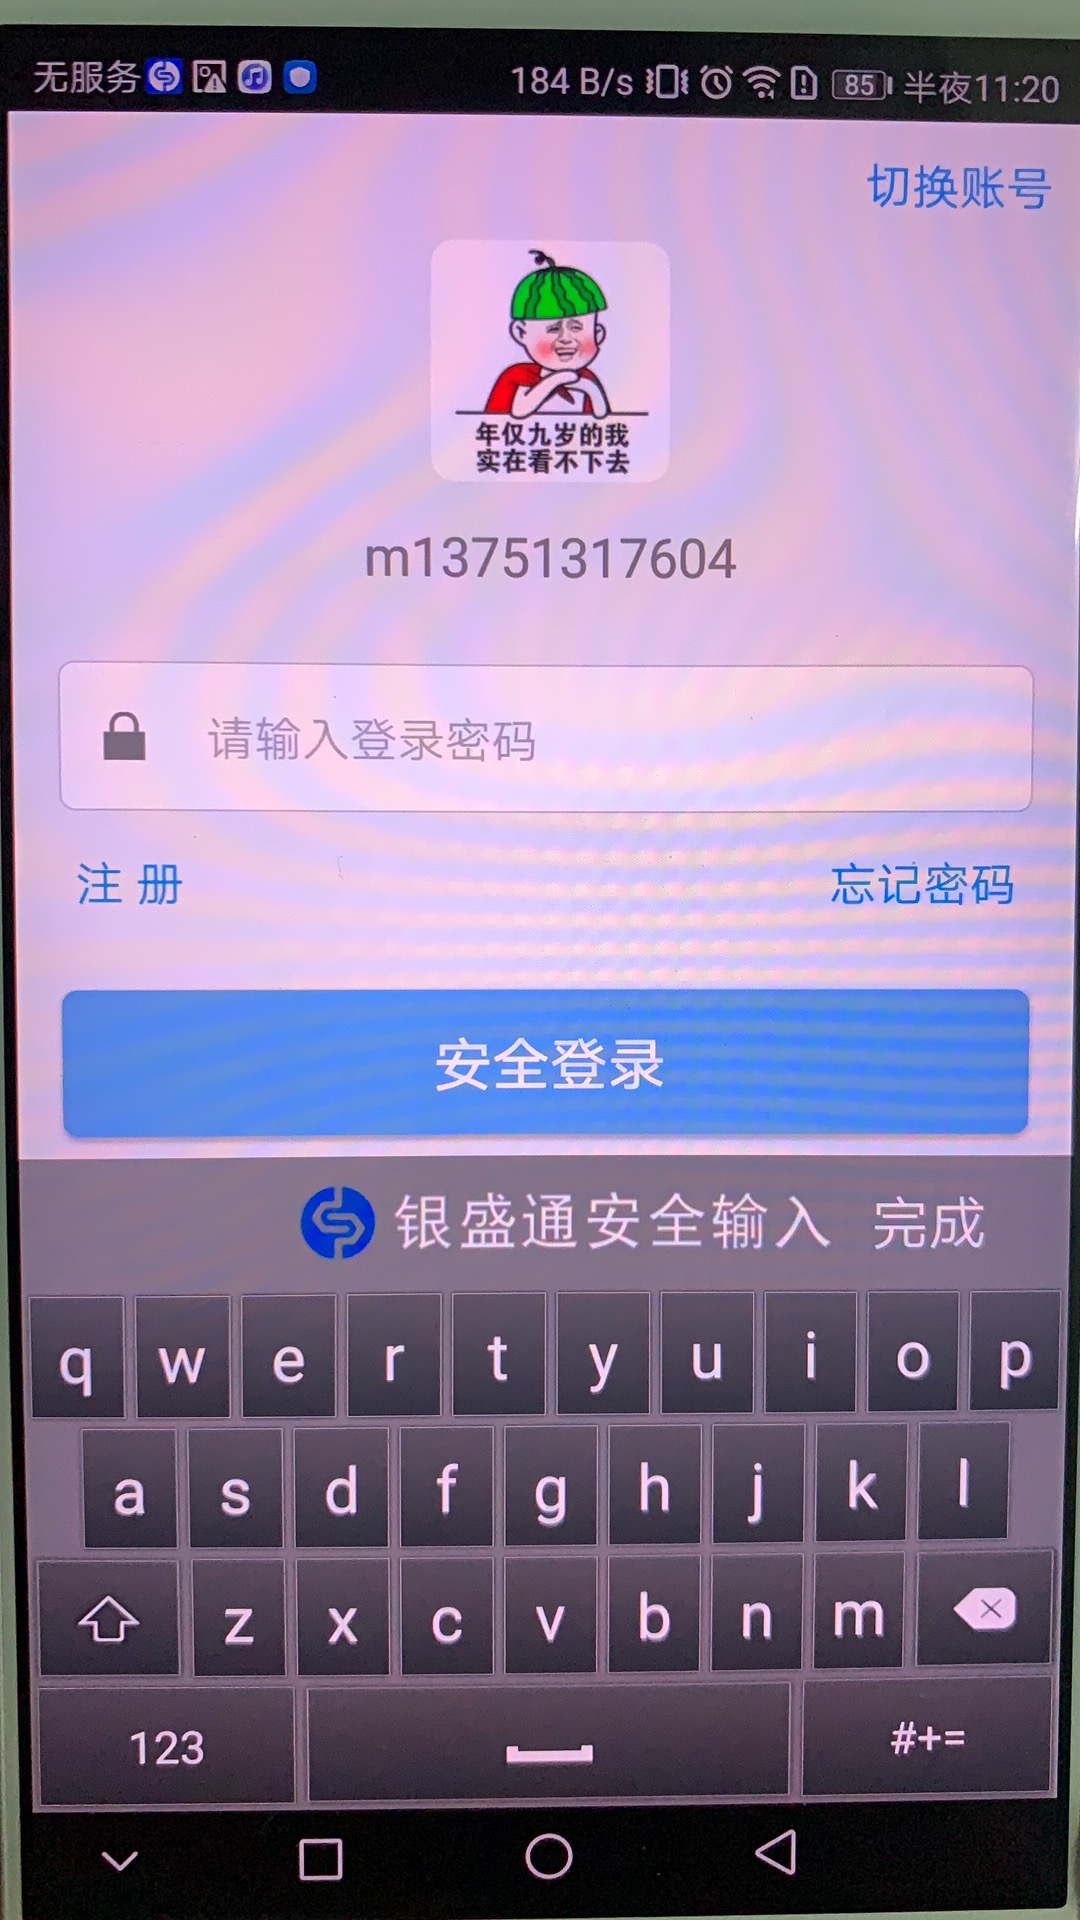 无服务 184 B/s 85 半夜11:20
切换账号
年仅九岁的我
实在看不下去
m13751317604
请输入登录密码
注册 忘记密码
安全登录
银盛通安全输入 完成
q w e r t y u i o p
a s d f g h j k l
z x c v b n m
123 #+=